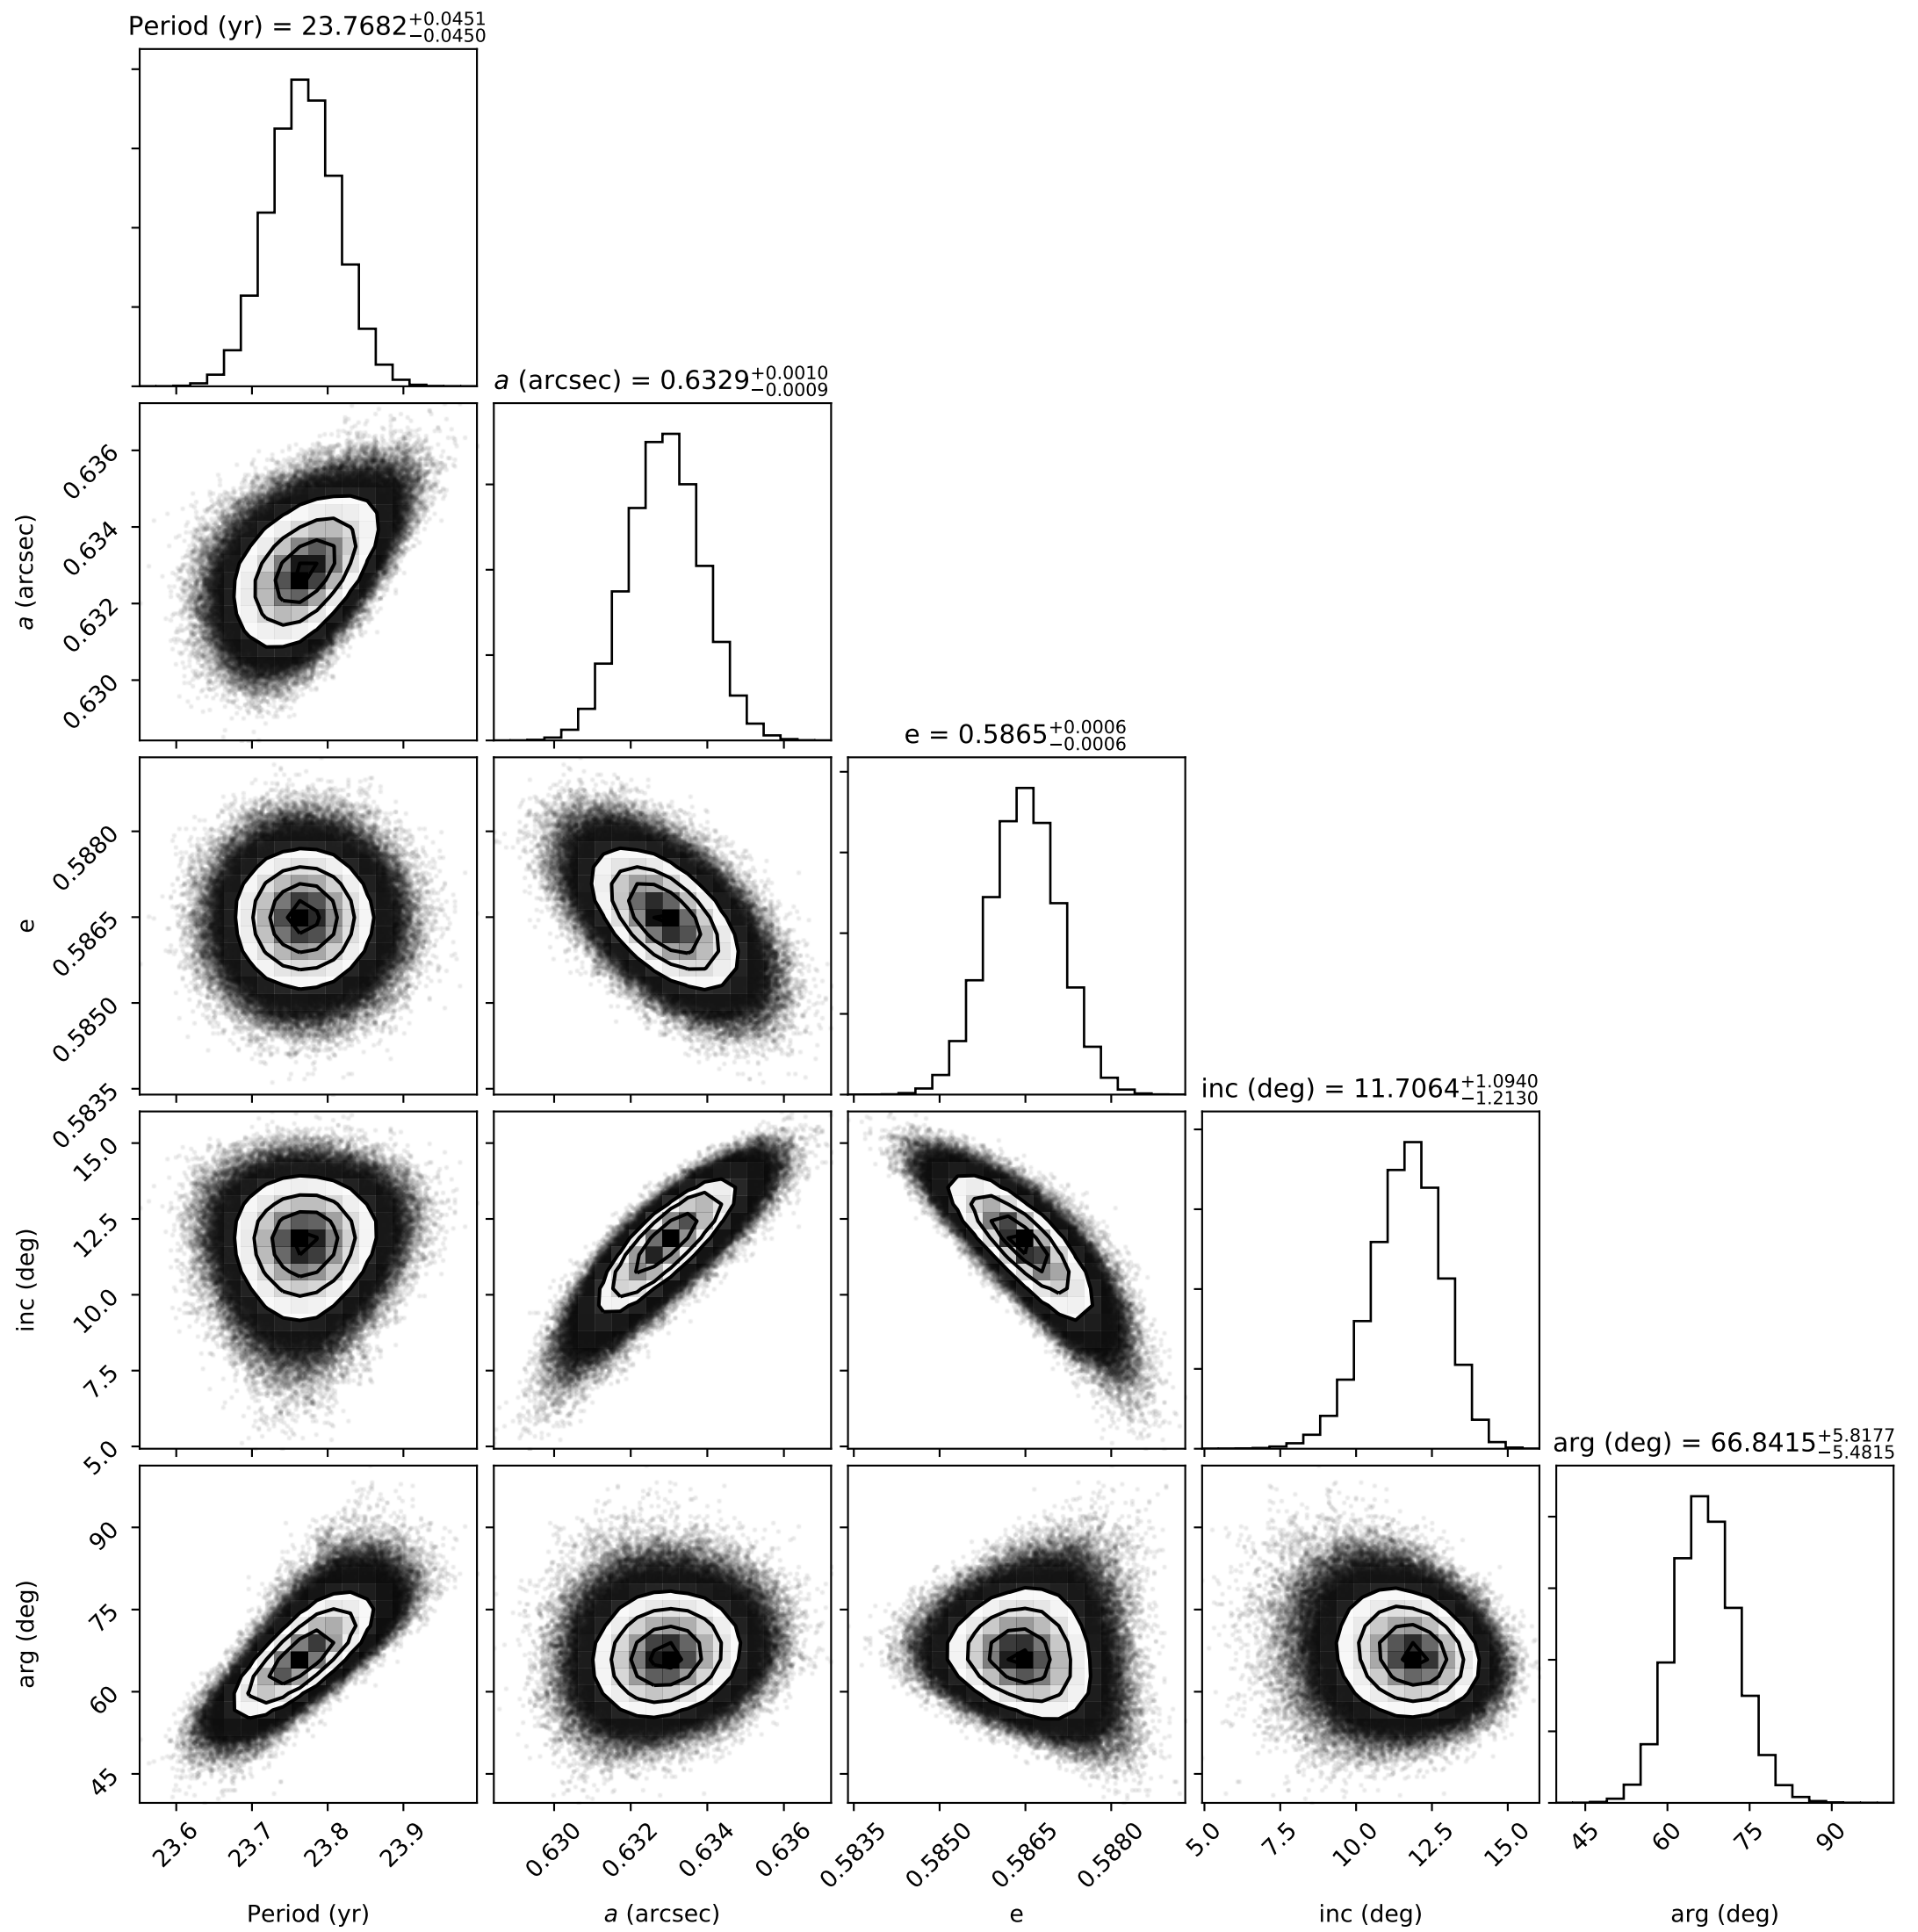 Period (yr) = 23.7682 +0.0451 −0.0450
a (arcsec) = 0.6329 +0.0010 −0.0009
0.636
0.634
0.632
0.630
a (arcsec)
e = 0.5865 +0.0006 −0.0006
0.5880
0.5865
0.5850
0.5835
e
inc (deg) = 11.7064 +1.0940 −1.2130
15.0
12.5
10.0
7.5
5.0
inc (deg)
arg (deg) = 66.8415 +5.8177 −5.4815
90
75
60
45
arg (deg)
23.6 23.7 23.8 23.9 0.630 0.632 0.634 0.636 0.5835 0.5850 0.5865 0.5880 5.0 7.5 10.0 12.5 15.0 45 60 75 90
Period (yr) a (arcsec) e inc (deg) arg (deg)